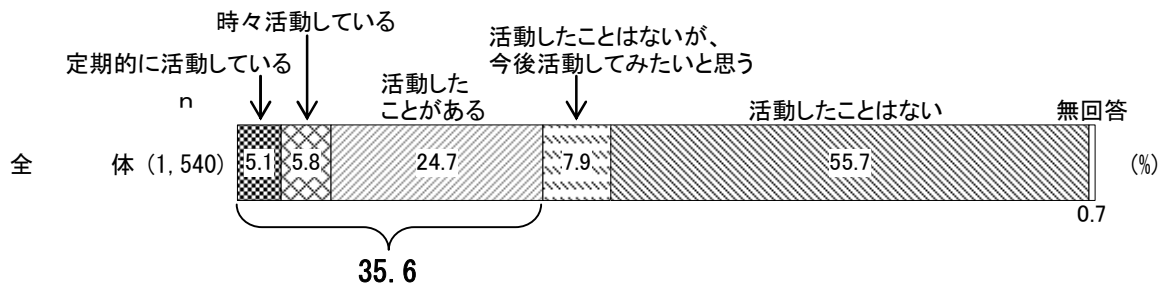 時々活動している
定期的に活動している
活動したことはないが、
今後活動してみたいと思う
活動した
ことがある
活動したことはない
無回答
n
全 体 (1,540)
5.1
5.8
24.7
7.9
55.7
0.7
(%)
35.6